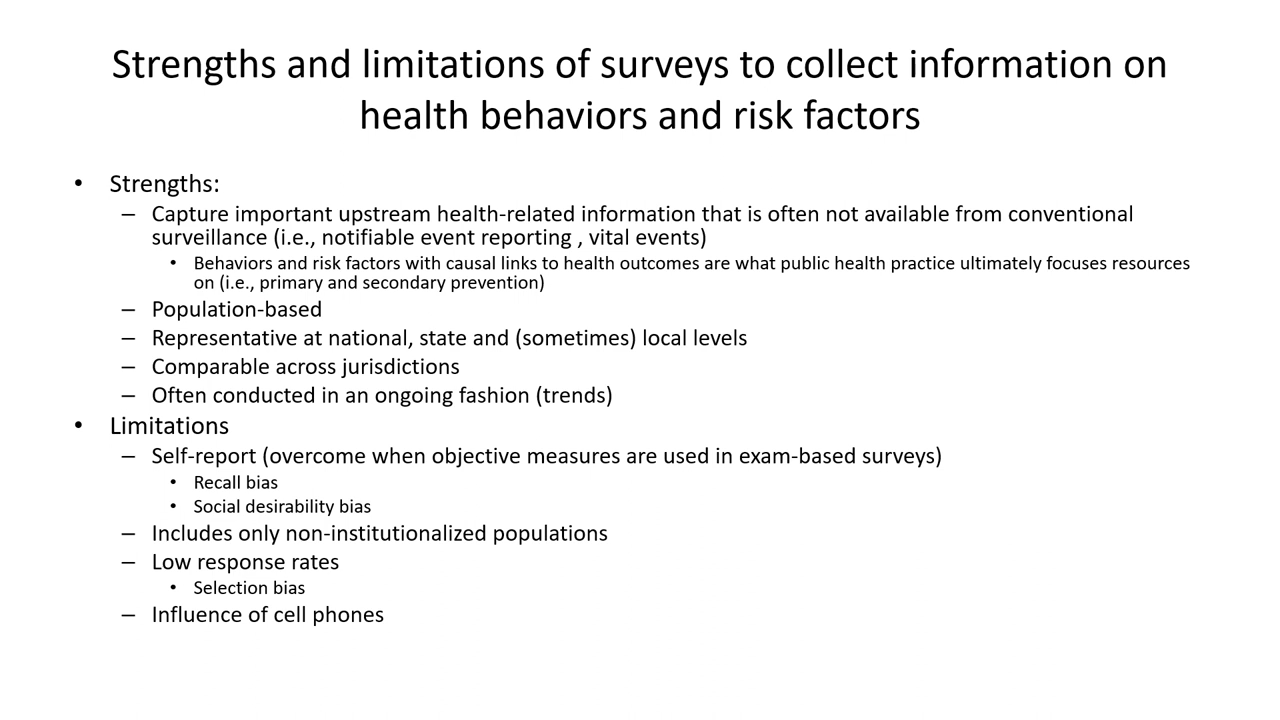 Strengths and limitations of surveys to collect information on
health behaviors and risk factors
• Strengths:
– Capture important upstream health-related information that is often not available from conventional
surveillance (i.e., notifiable event reporting , vital events)
• Behaviors and risk factors with causal links to health outcomes are what public health practice ultimately focuses resources
on (i.e., primary and secondary prevention)
– Population-based
– Representative at national, state and (sometimes) local levels
– Comparable across jurisdictions
– Often conducted in an ongoing fashion (trends)
• Limitations
– Self-report (overcome when objective measures are used in exam-based surveys)
• Recall bias
• Social desirability bias
– Includes only non-institutionalized populations
– Low response rates
• Selection bias
– Influence of cell phones